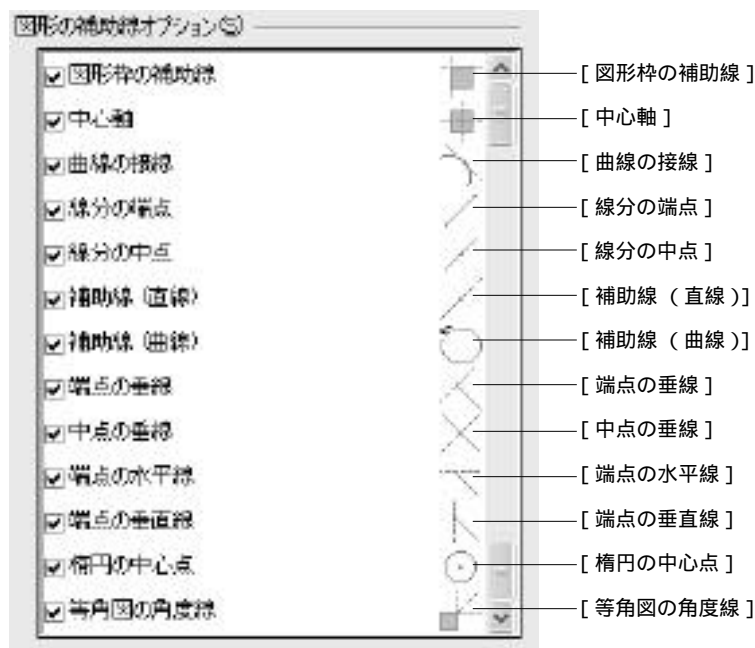 図形の補助線オプション(S)
図形枠の補助線 [ 図形枠の補助線 ]
中心軸 [ 中心軸 ]
曲線の接線 [ 曲線の接線 ]
線分の端点 [ 線分の端点 ]
線分の中点 [ 線分の中点 ]
補助線（直線） [ 補助線 （ 直線 )]
補助線（曲線） [ 補助線 （ 曲線 )]
端点の垂線 [ 端点の垂線 ]
中点の垂線 [ 中点の垂線 ]
端点の水平線 [ 端点の水平線 ]
端点の垂直線 [ 端点の垂直線 ]
楕円の中心点 [ 楕円の中心点 ]
等角図の角度線 [ 等角図の角度線 ]